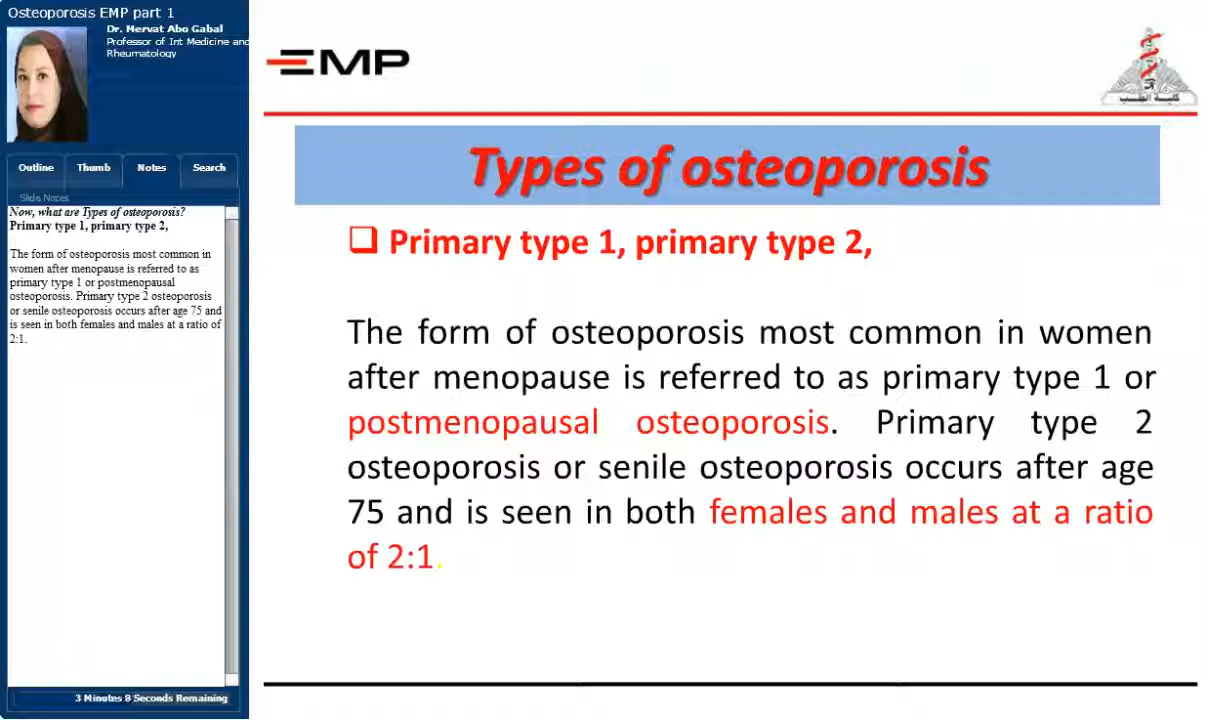 Osteoporosis EMP part 1
Dr. Mervat Abo Gabal
Professor of Int Medicine and
Rheumatology
Outline Thumb Notes Search
Slide Notes
Now, what are Types of osteoporosis?
Primary type 1, primary type 2,
The form of osteoporosis most common in
women after menopause is referred to as
primary type 1 or postmenopausal
osteoporosis. Primary type 2 osteoporosis
or senile osteoporosis occurs after age 75 and
is seen in both females and males at a ratio of
2:1.
3 Minutes 8 Seconds Remaining
EMP
كلية الطب
Types of osteoporosis
Primary type 1, primary type 2,
The form of osteoporosis most common in women
after menopause is referred to as primary type 1 or
postmenopausal osteoporosis. Primary type 2
osteoporosis or senile osteoporosis occurs after age
75 and is seen in both females and males at a ratio
of 2:1.